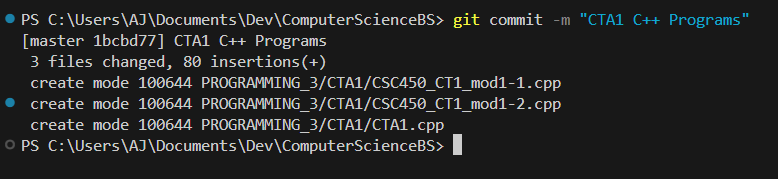 PS C:\Users\AJ\Documents\Dev\ComputerScienceBS> git commit -m "CTA1 C++ Programs"
[master 1bcbd77] CTA1 C++ Programs
 3 files changed, 80 insertions(+)
 create mode 100644 PROGRAMMING_3/CTA1/CSC450_CT1_mod1-1.cpp
 create mode 100644 PROGRAMMING_3/CTA1/CSC450_CT1_mod1-2.cpp
 create mode 100644 PROGRAMMING_3/CTA1/CTA1.cpp
PS C:\Users\AJ\Documents\Dev\ComputerScienceBS>